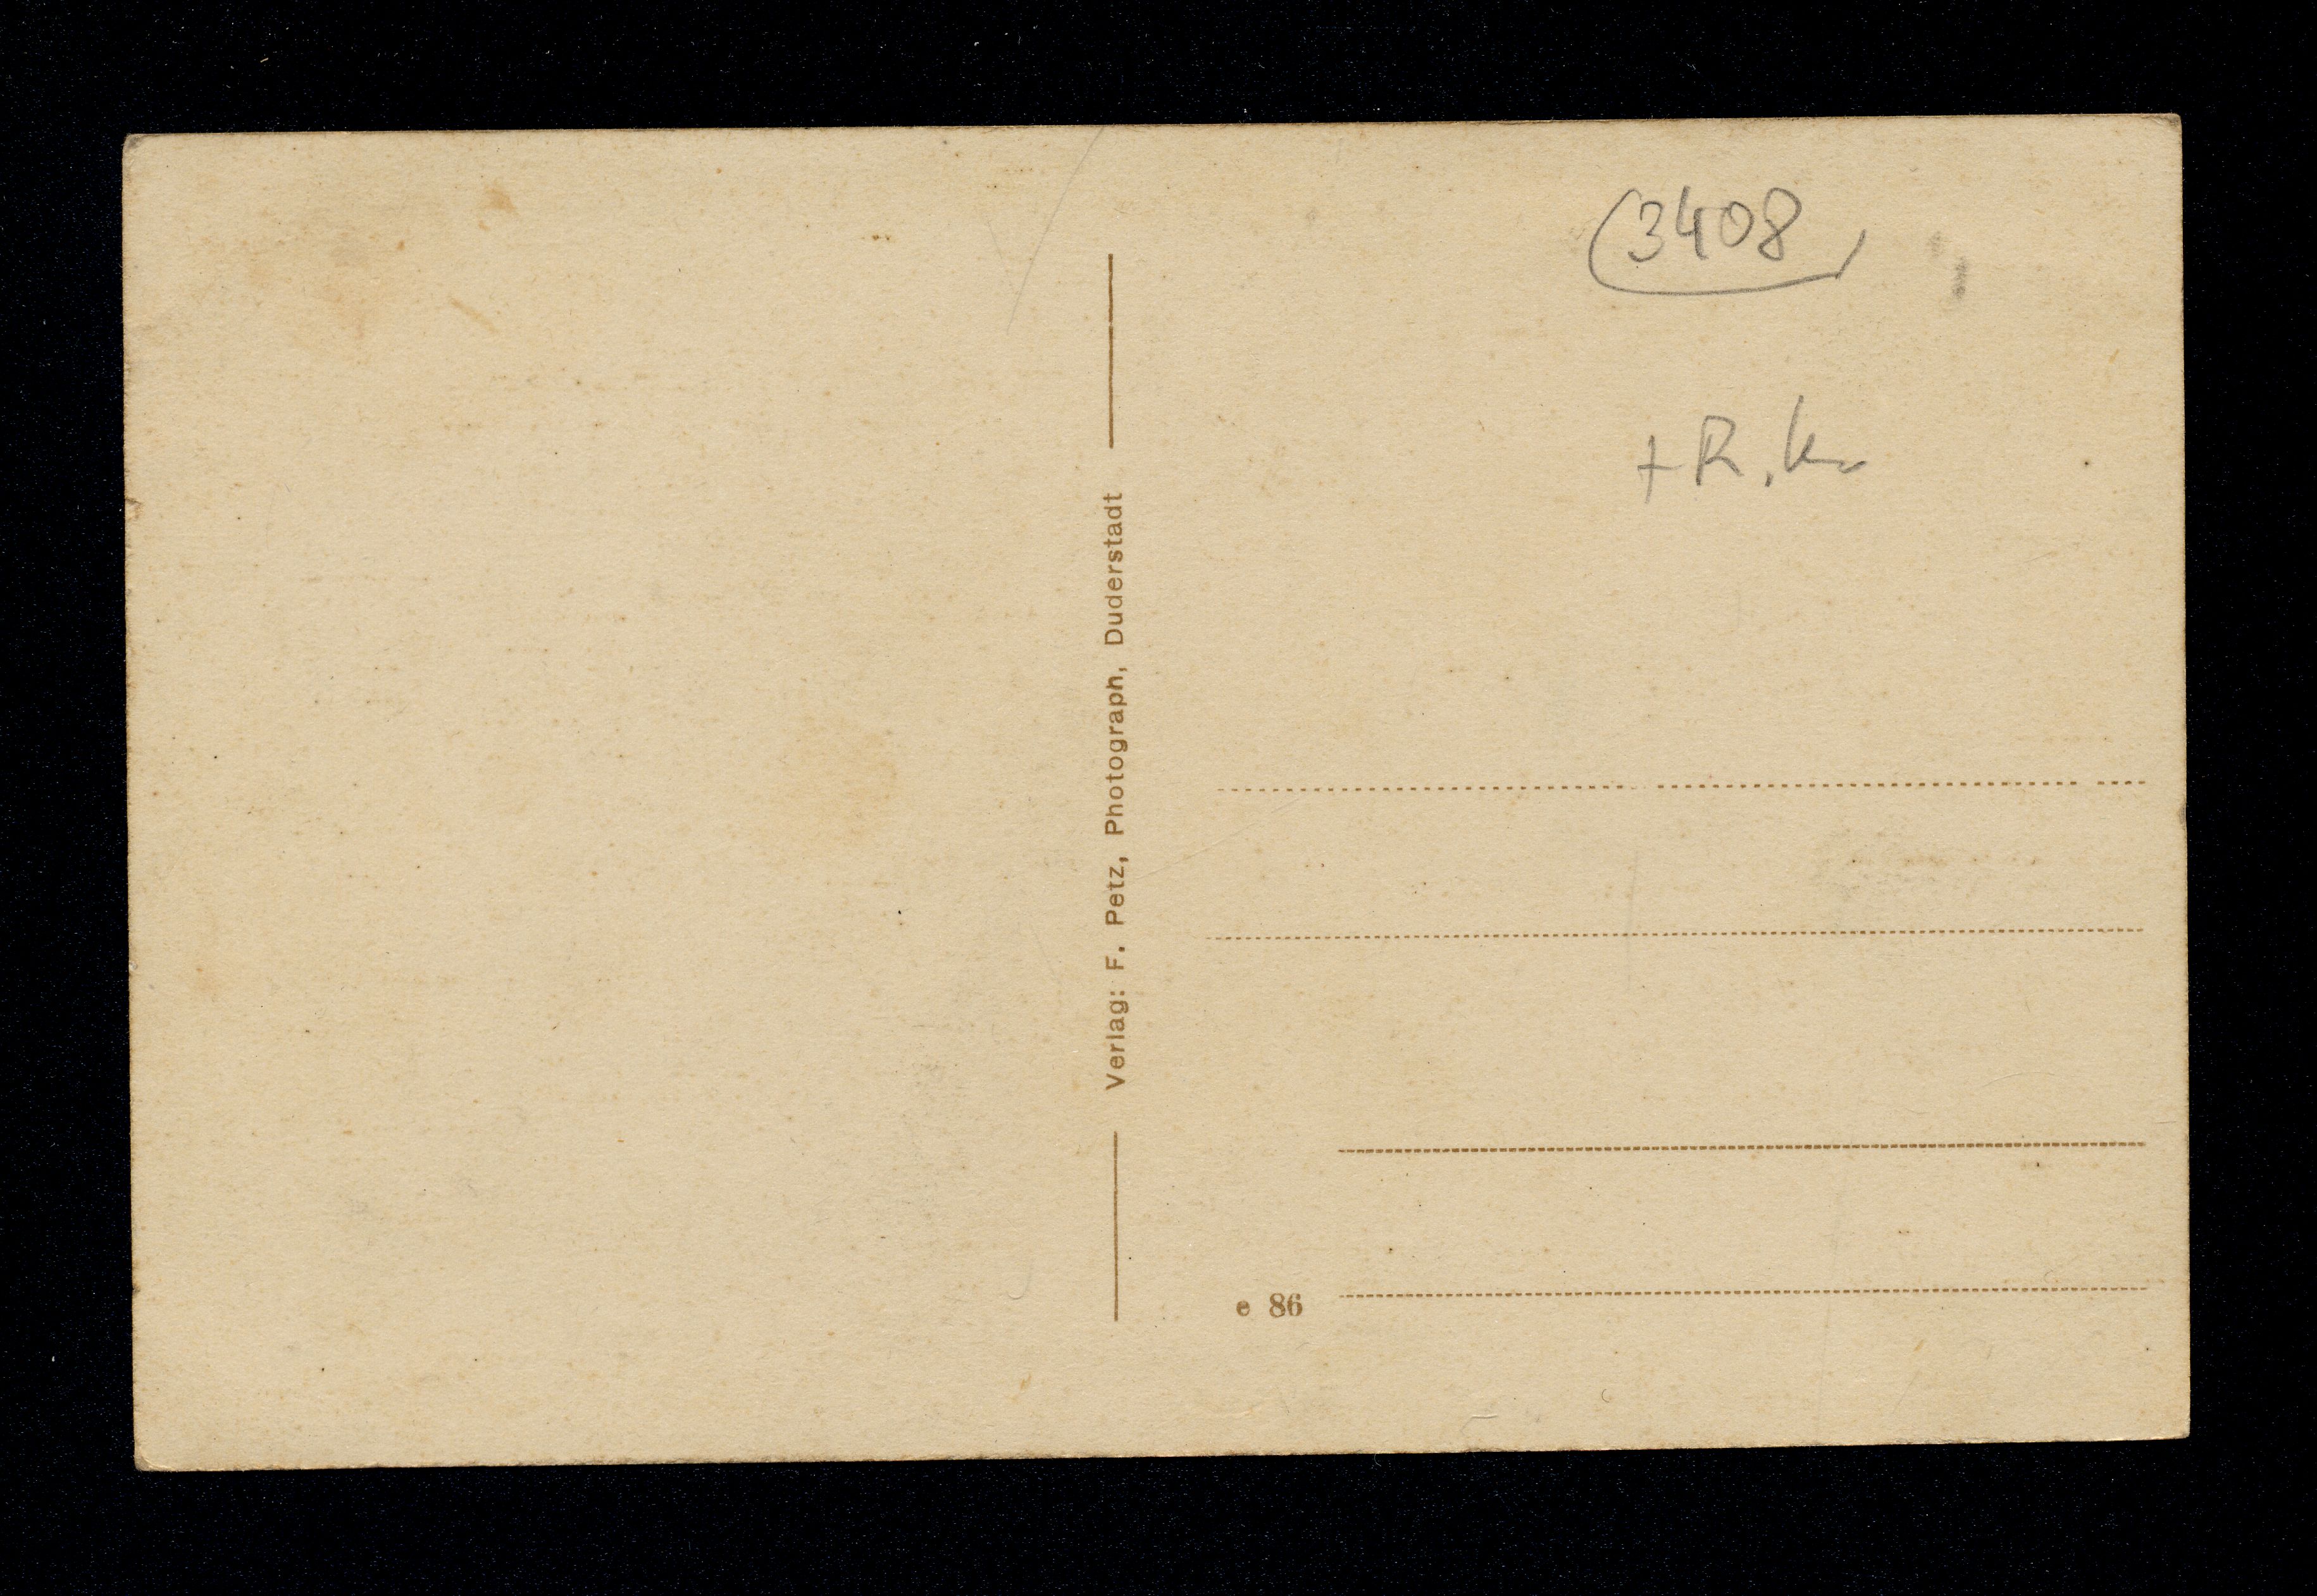 3408
Verlag: F. Petz, Photograph, Duderstadt
e 86